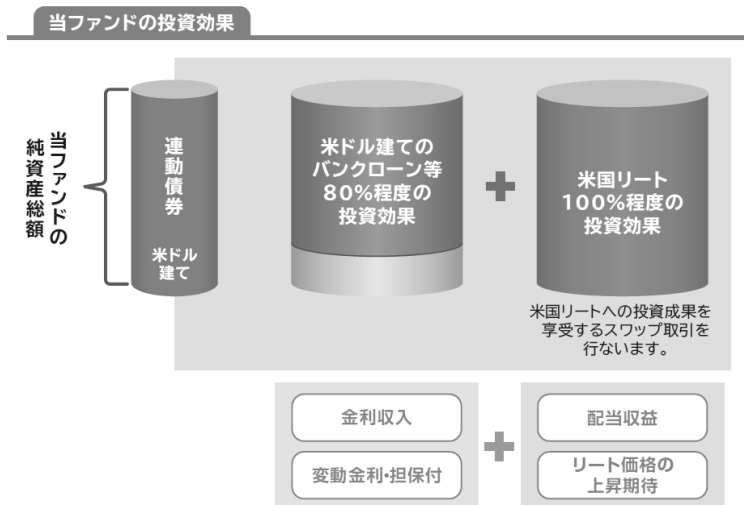 当ファンドの投資効果
当ファンドの
純資産総額
連動債券
米ドル
建て
米ドル建ての
バンクローン等
80%程度の
投資効果
+
米国リート
100%程度の
投資効果
米国リートへの投資成果を
享受するスワップ取引を
行ないます。
金利収入
変動金利・担保付
+
配当収益
リート価格の
上昇期待